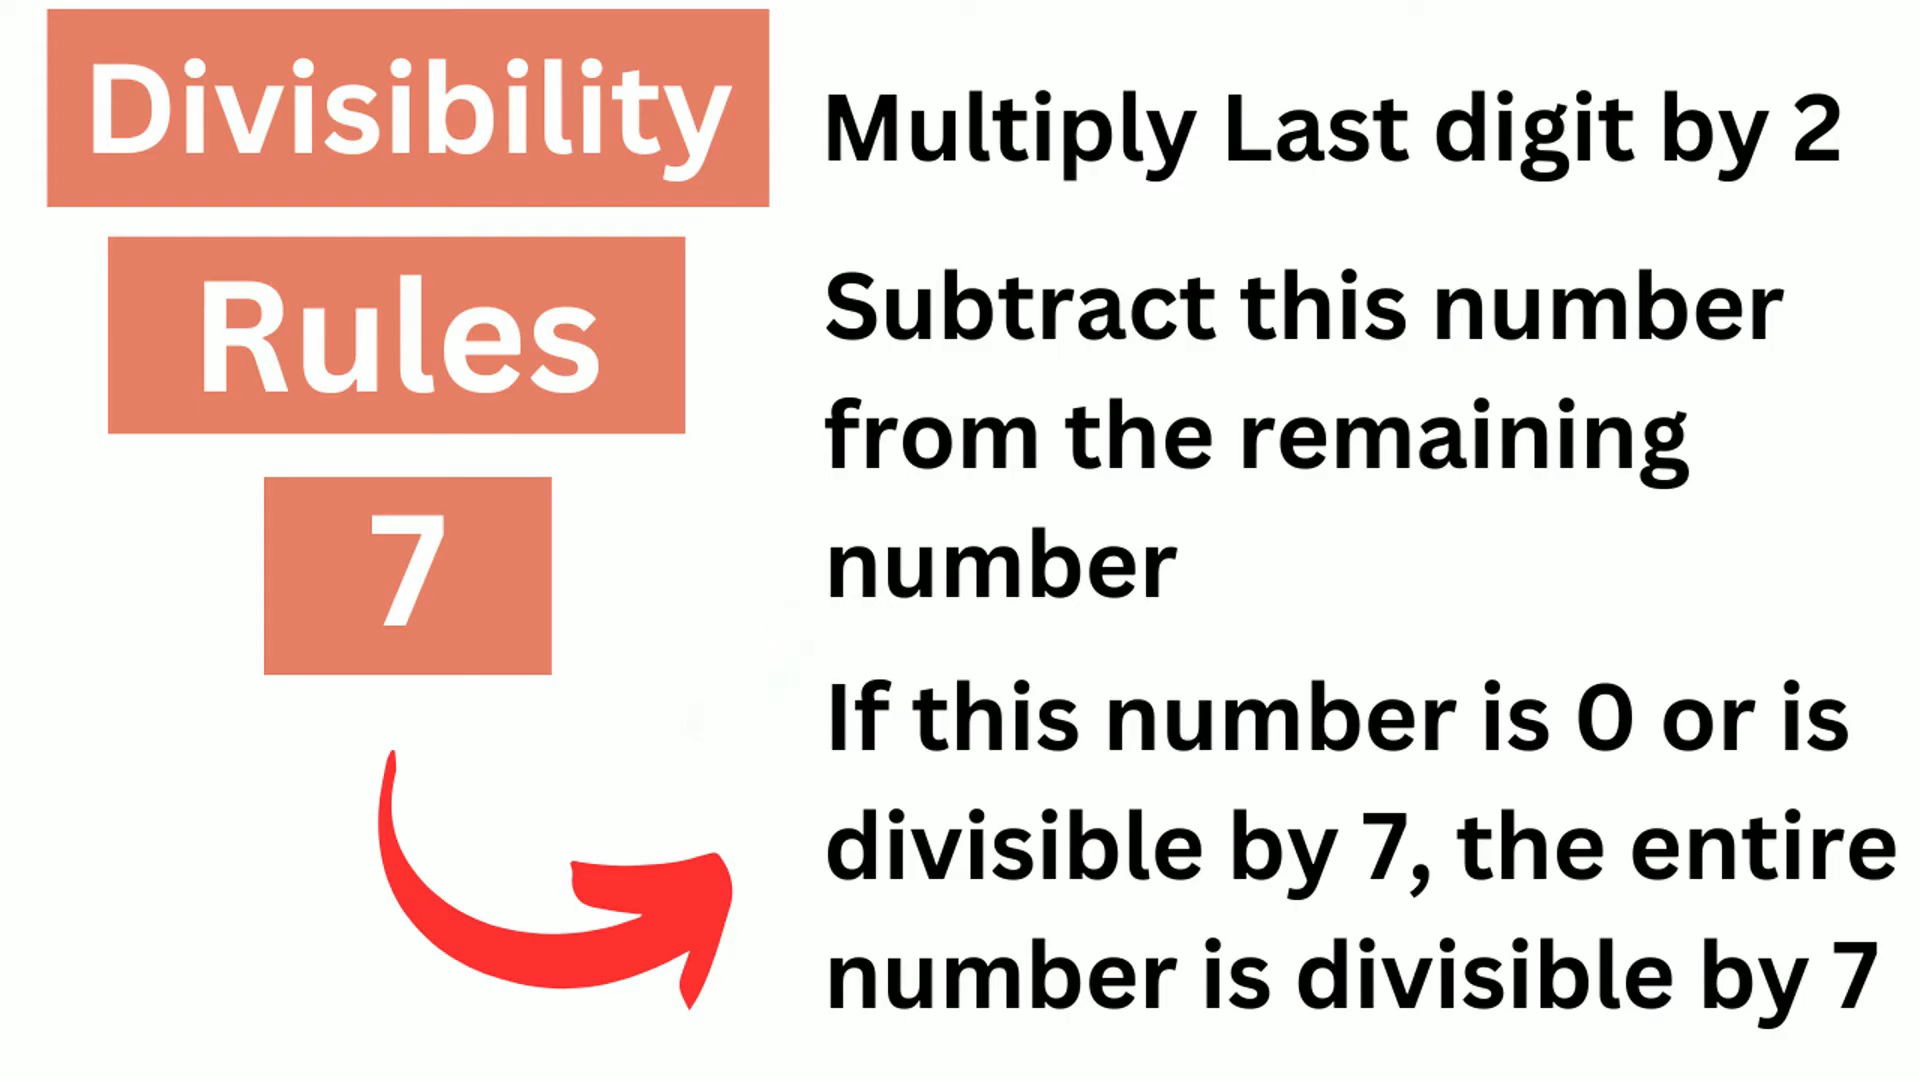 Divisibility
Rules
7
Multiply Last digit by 2
Subtract this number
from the remaining
number
If this number is 0 or is
divisible by 7, the entire
number is divisible by 7